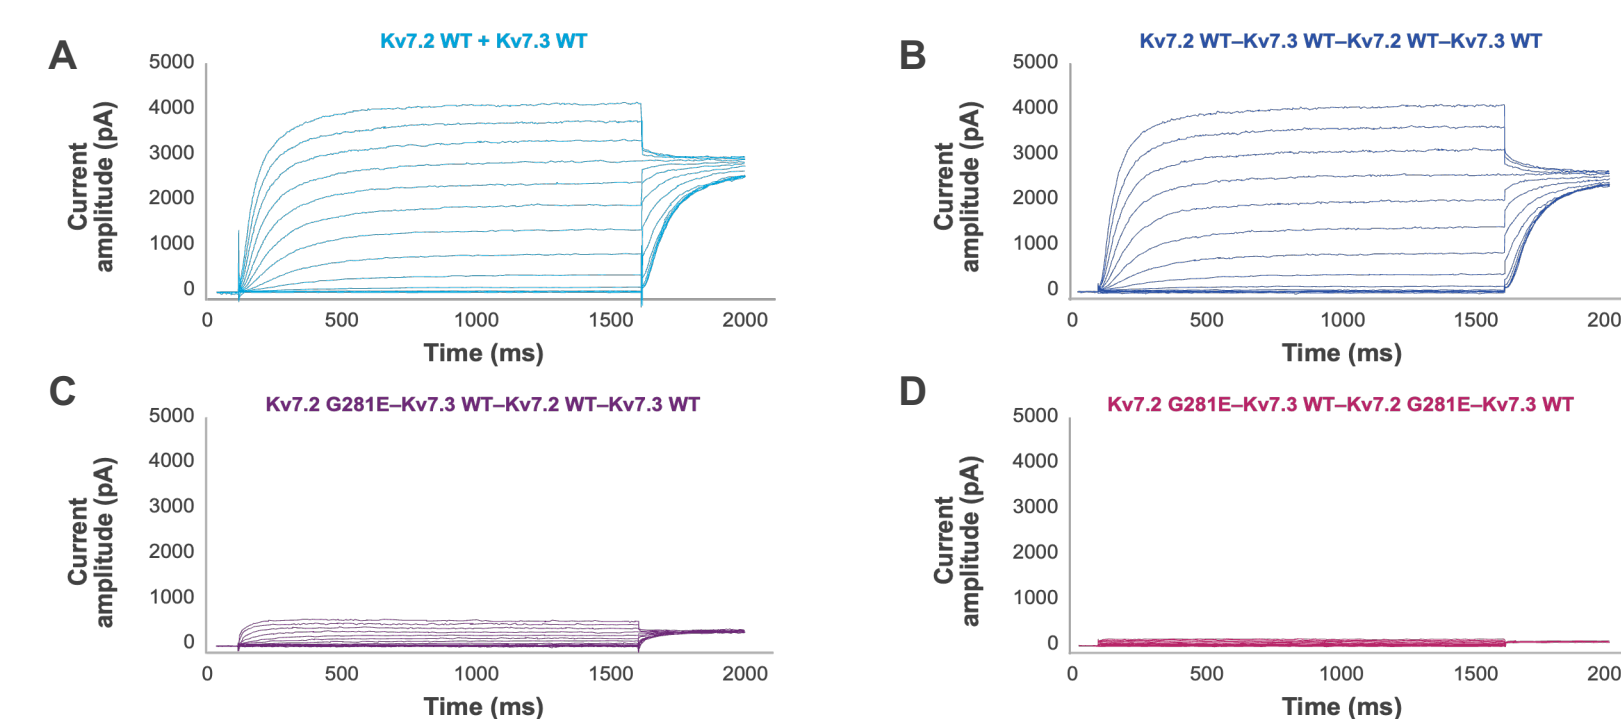 A
Kv7.2 WT + Kv7.3 WT
Current
amplitude (pA)
5000
4000
3000
2000
1000
0
0 500 1000 1500 2000
Time (ms)
B
Kv7.2 WT–Kv7.3 WT–Kv7.2 WT–Kv7.3 WT
Current
amplitude (pA)
5000
4000
3000
2000
1000
0
0 500 1000 1500 200
Time (ms)
C
Kv7.2 G281E–Kv7.3 WT–Kv7.2 WT–Kv7.3 WT
Current
amplitude (pA)
5000
4000
3000
2000
1000
0
0 500 1000 1500 2000
Time (ms)
D
Kv7.2 G281E–Kv7.3 WT–Kv7.2 G281E–Kv7.3 WT
Current
amplitude (pA)
5000
4000
3000
2000
1000
0
0 500 1000 1500 200
Time (ms)